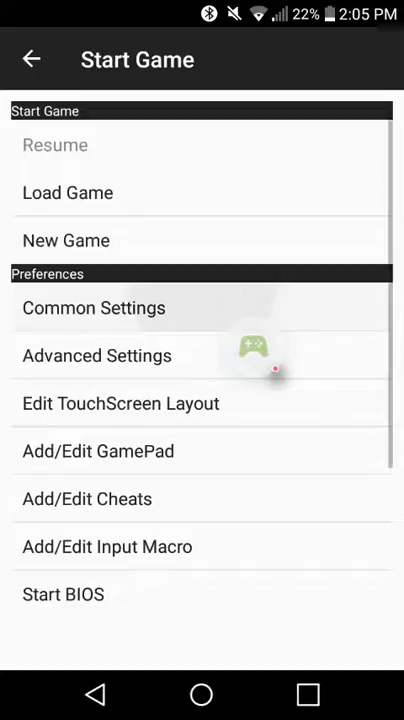 22% 2:05 PM
Start Game
Start Game
Resume
Load Game
New Game
Preferences
Common Settings
Advanced Settings
Edit TouchScreen Layout
Add/Edit GamePad
Add/Edit Cheats
Add/Edit Input Macro
Start BIOS